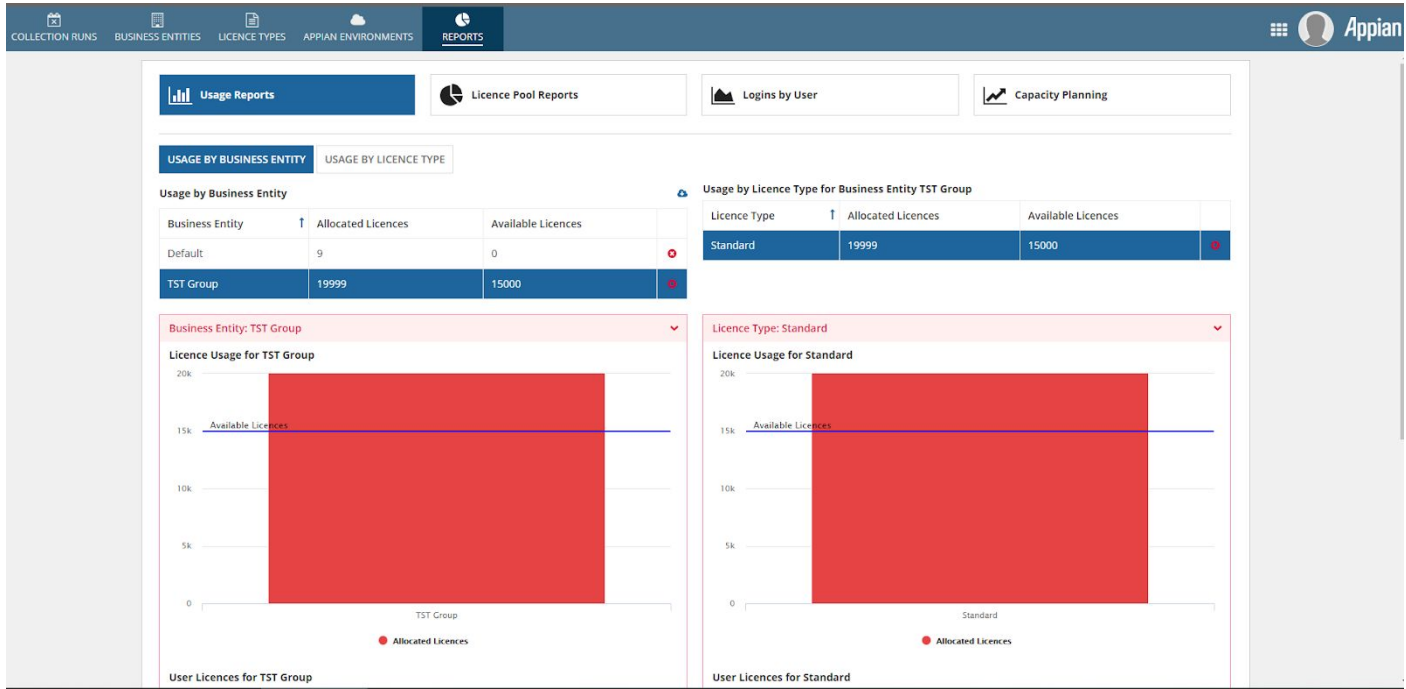 COLLECTION RUNS BUSINESS ENTITIES LICENCE TYPES APPIAN ENVIRONMENTS REPORTS Appian
Usage Reports Licence Pool Reports Logins by User Capacity Planning
USAGE BY BUSINESS ENTITY USAGE BY LICENCE TYPE
Usage by Business Entity
Business Entity ↑ Allocated Licences Available Licences
Default 9 0
TST Group 19999 15000
Usage by Licence Type for Business Entity TST Group
Licence Type ↑ Allocated Licences Available Licences
Standard 19999 15000
Business Entity: TST Group
Licence Usage for TST Group
20k
Available Licences
15k
10k
5k
0
TST Group
Allocated Licences
User Licences for TST Group
Licence Type: Standard
Licence Usage for Standard
20k
Available Licences
15k
10k
5k
0
Standard
Allocated Licences
User Licences for Standard